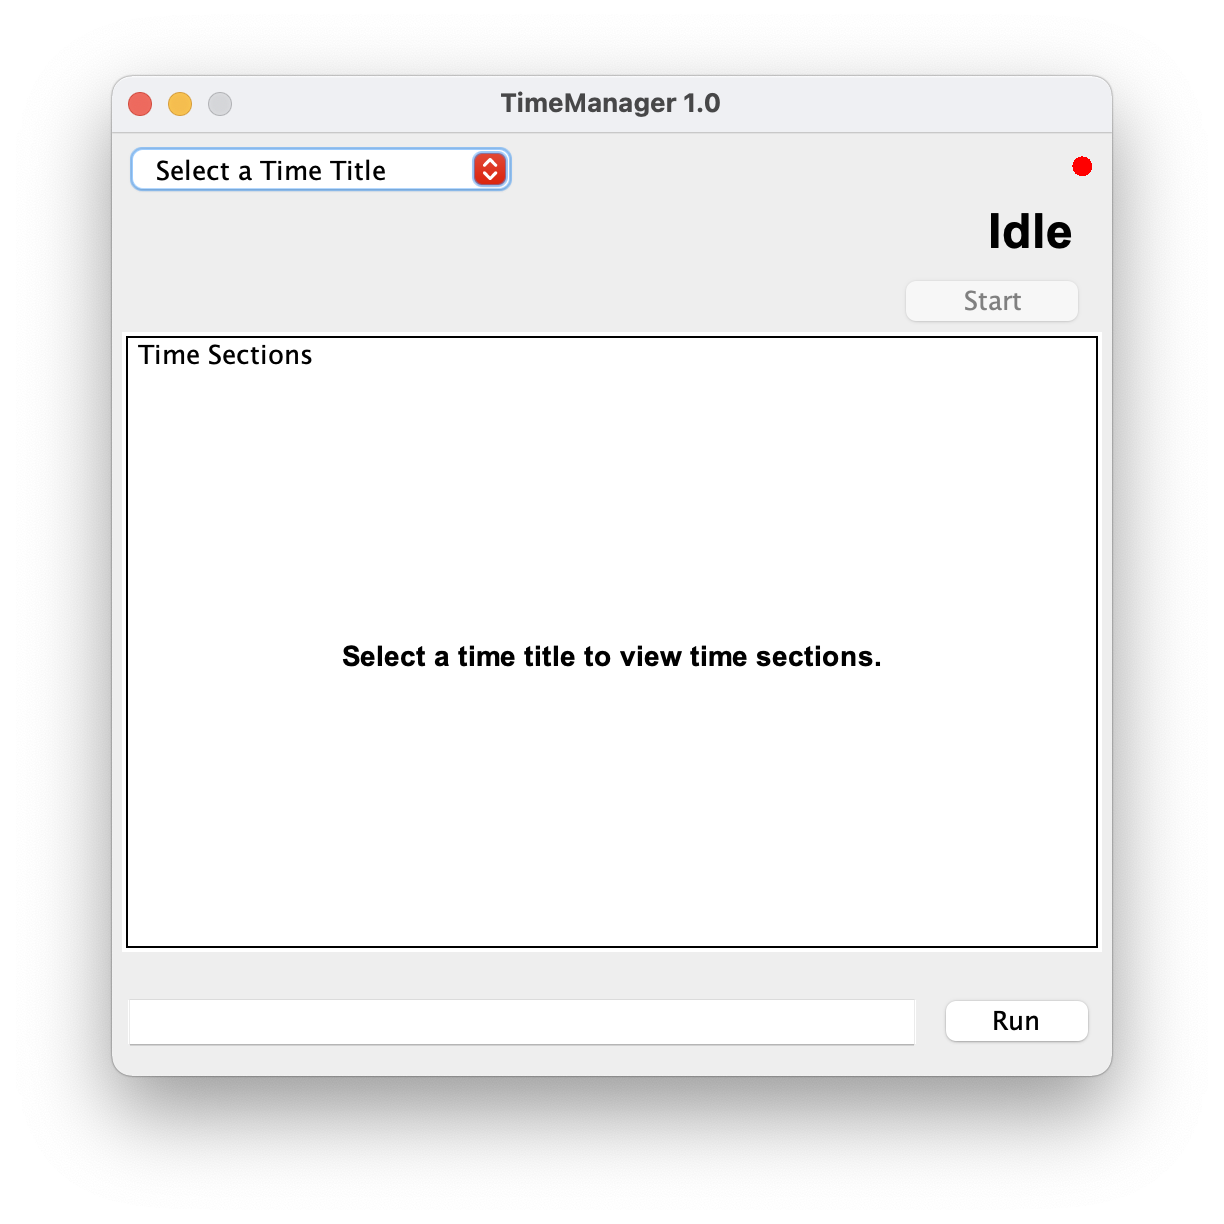 TimeManager 1.0
Select a Time Title
Idle
Start
Time Sections
Select a time title to view time sections.
Run